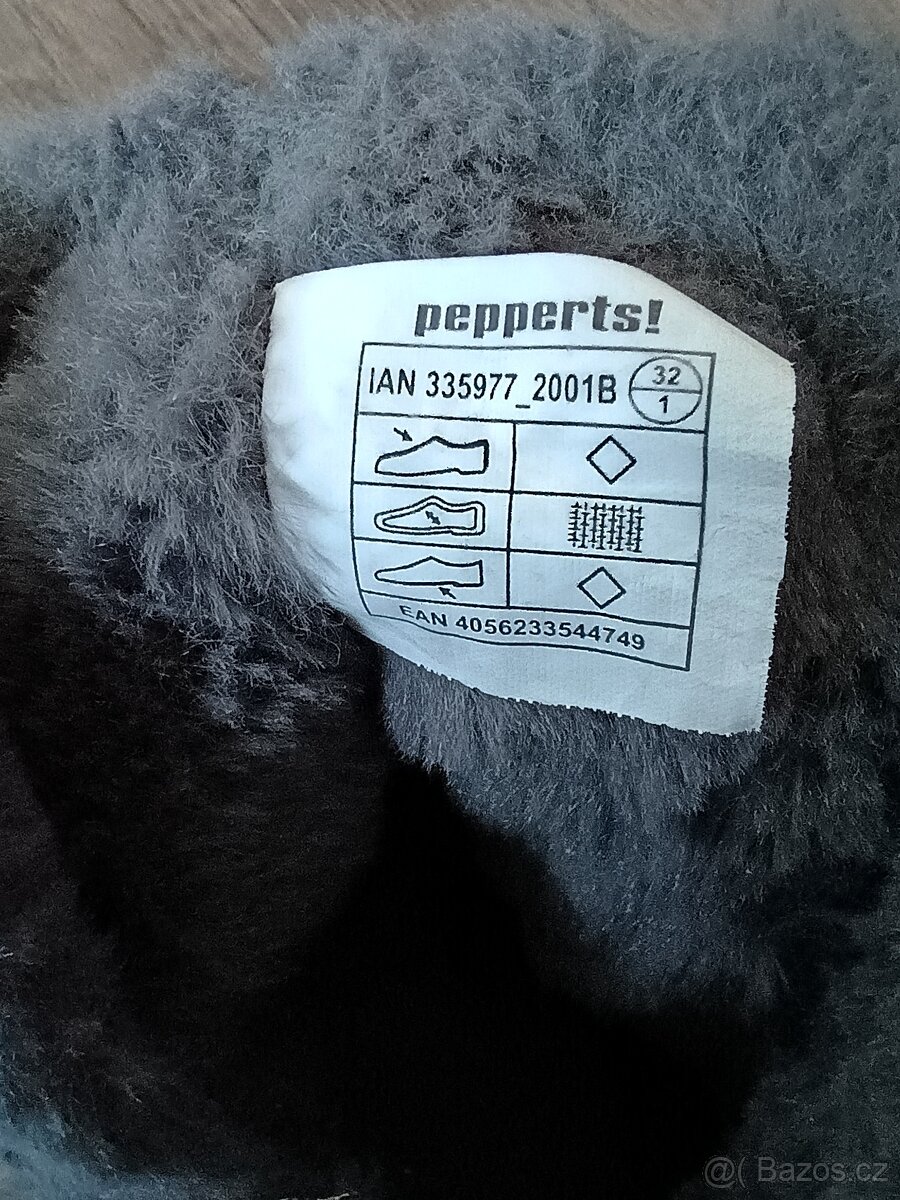 pepperts!
IAN 335977_2001B
32
1
EAN 4056233544749
@( Bazos.cz